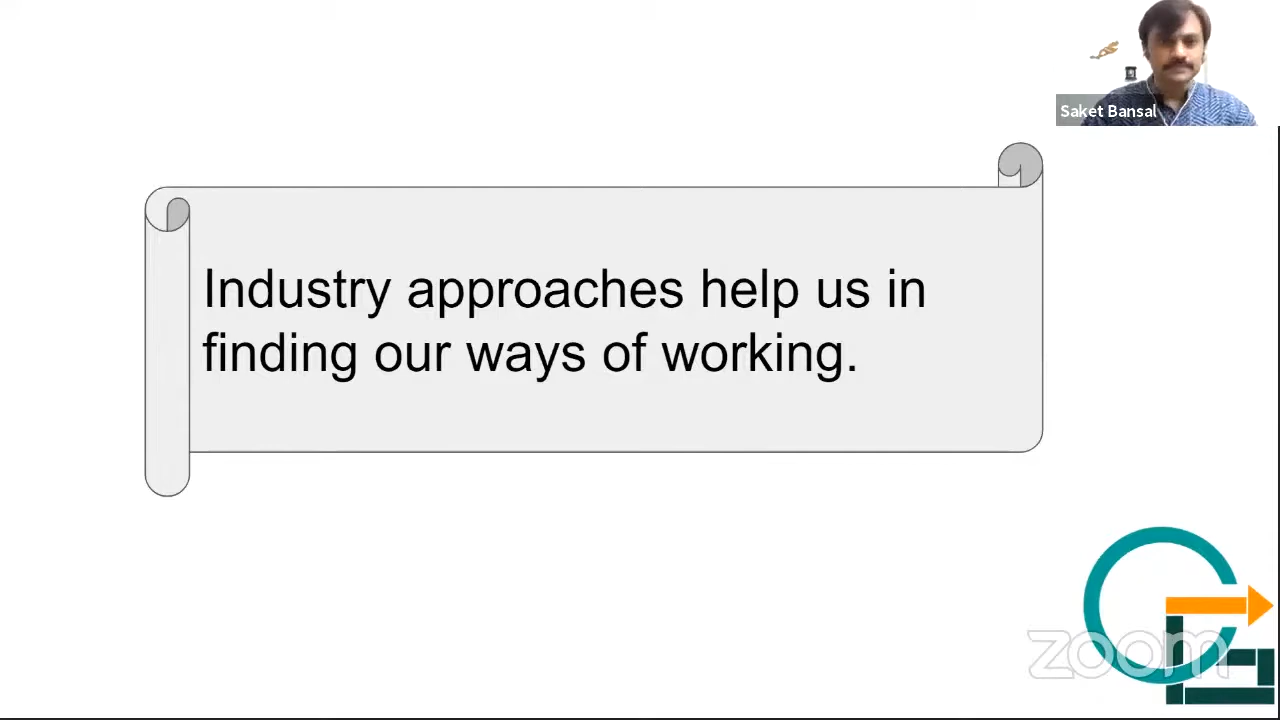 Saket Bansal
Industry approaches help us in
finding our ways of working.
zoom